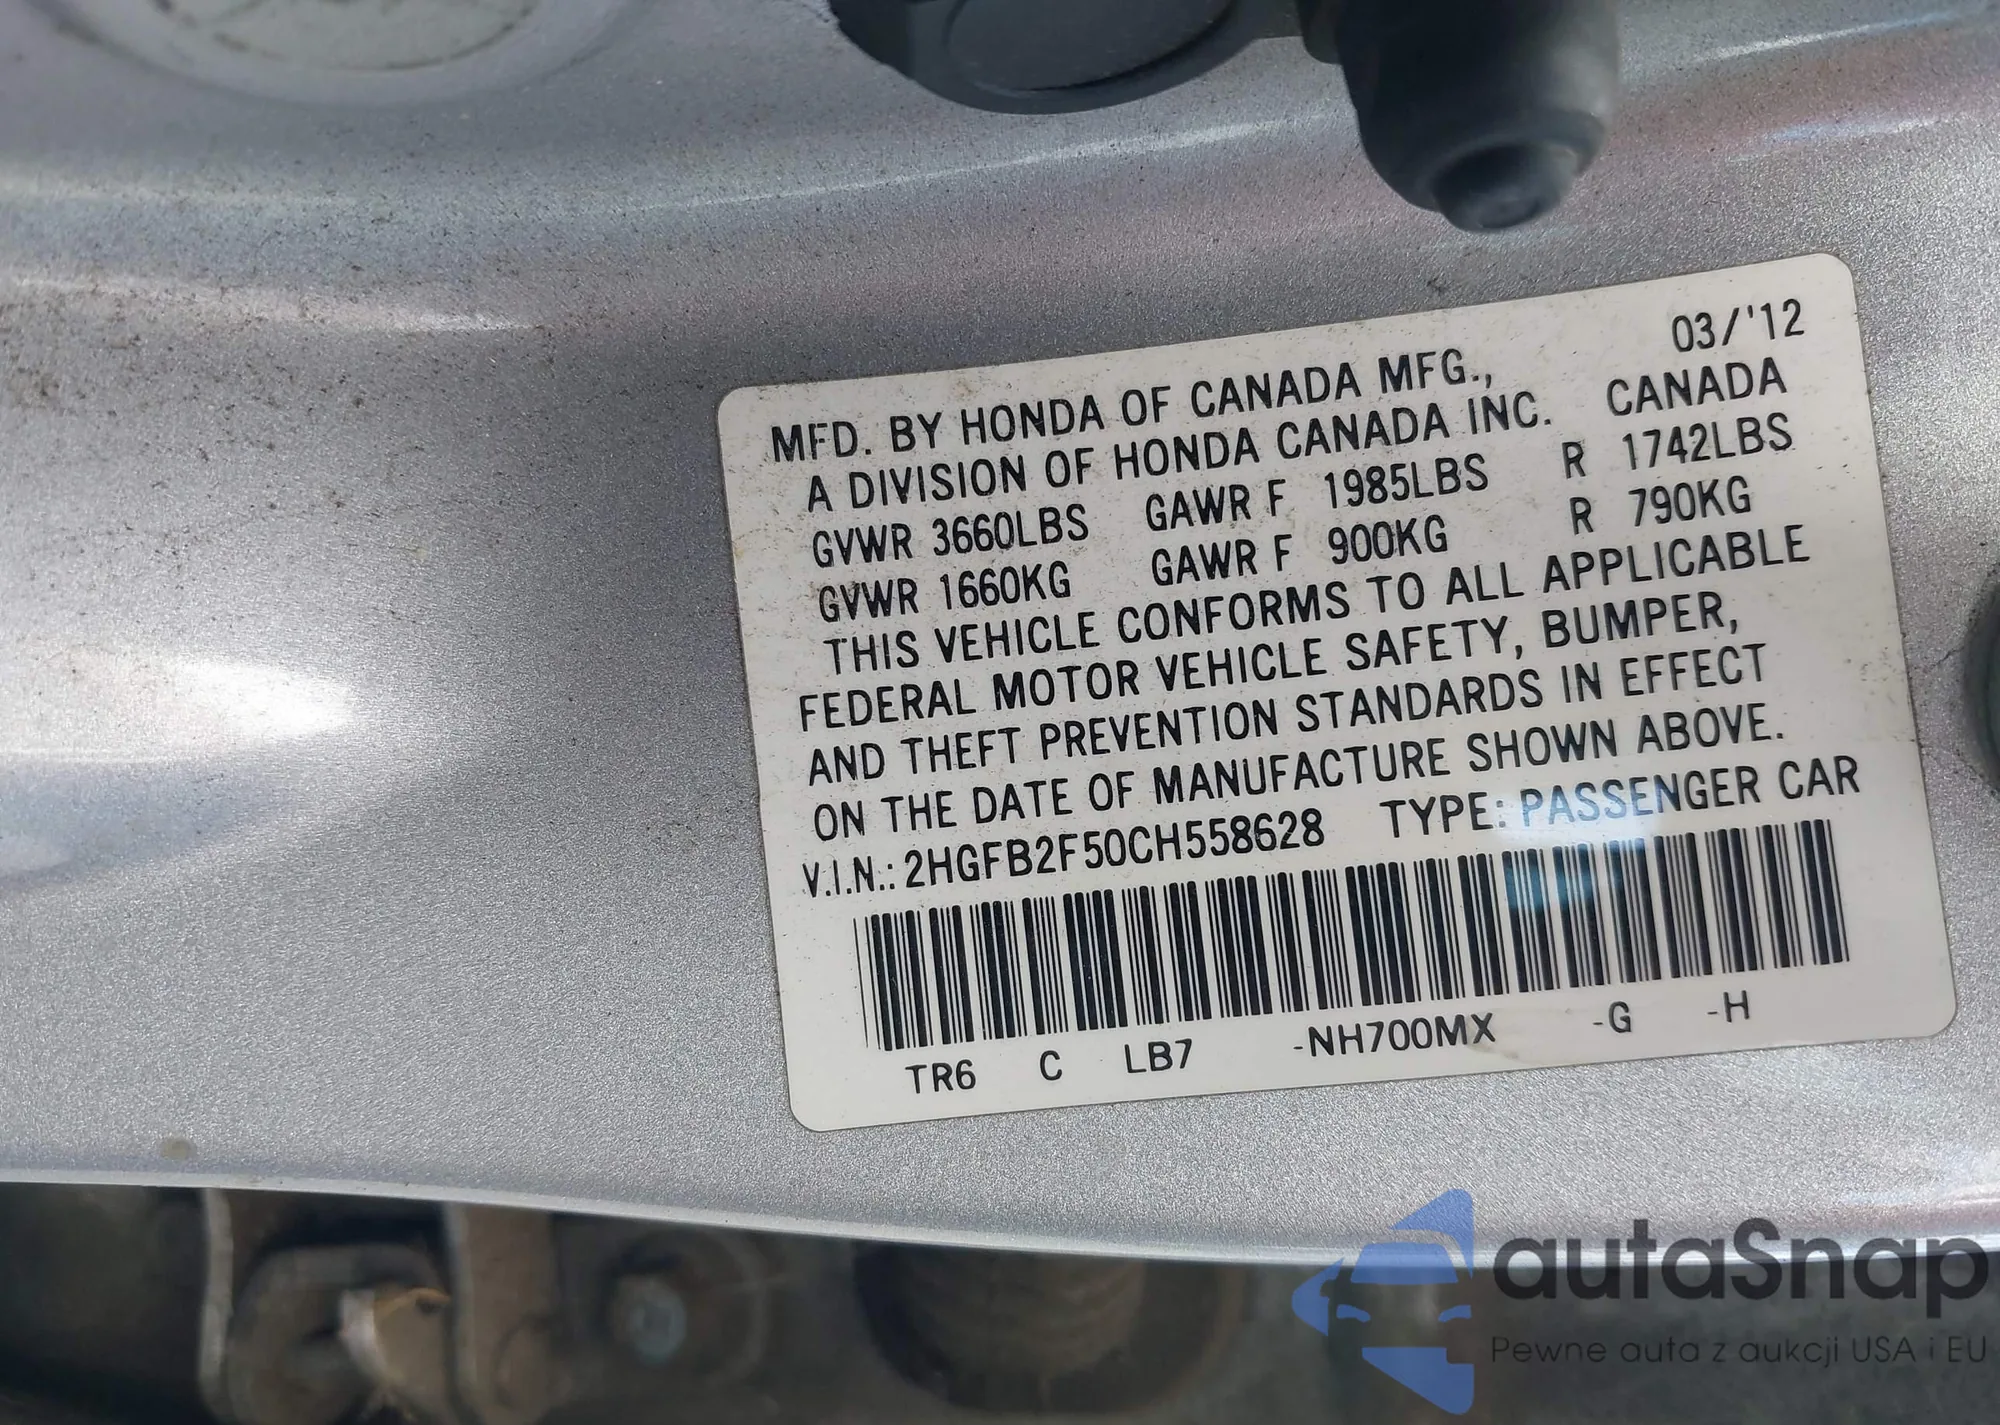 03/'12
MFD. BY HONDA OF CANADA MFG.,
A DIVISION OF HONDA CANADA INC. CANADA
GVWR 3660LBS GAWR F 1985LBS R 1742LBS
GVWR 1660KG GAWR F 900KG R 790KG
THIS VEHICLE CONFORMS TO ALL APPLICABLE
FEDERAL MOTOR VEHICLE SAFETY, BUMPER,
AND THEFT PREVENTION STANDARDS IN EFFECT
ON THE DATE OF MANUFACTURE SHOWN ABOVE.
V.I.N.: 2HGFB2F50CH558628 TYPE: PASSENGER CAR
TR6 C LB7 -NH700MX -G -H
autaSnap
Pewne auta z aukcji USA i EU